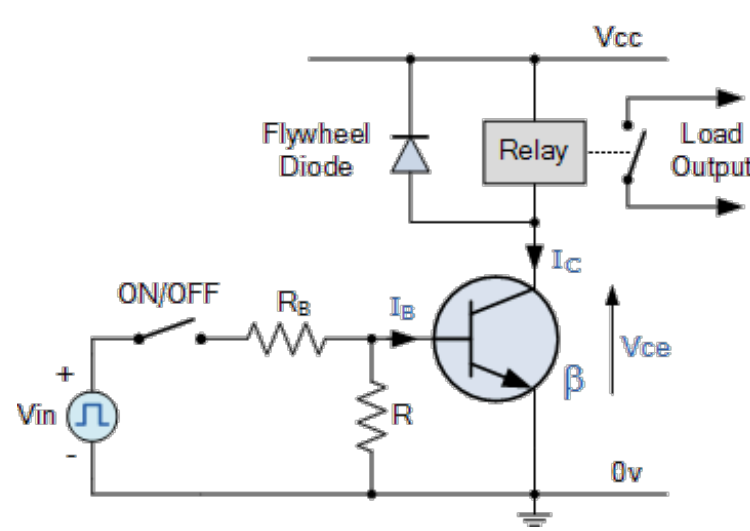 Vcc
Flywheel
Diode
Relay
Load
Output
IC
ON/OFF
RB
IB
Vce
β
+
Vin
-
R
0v